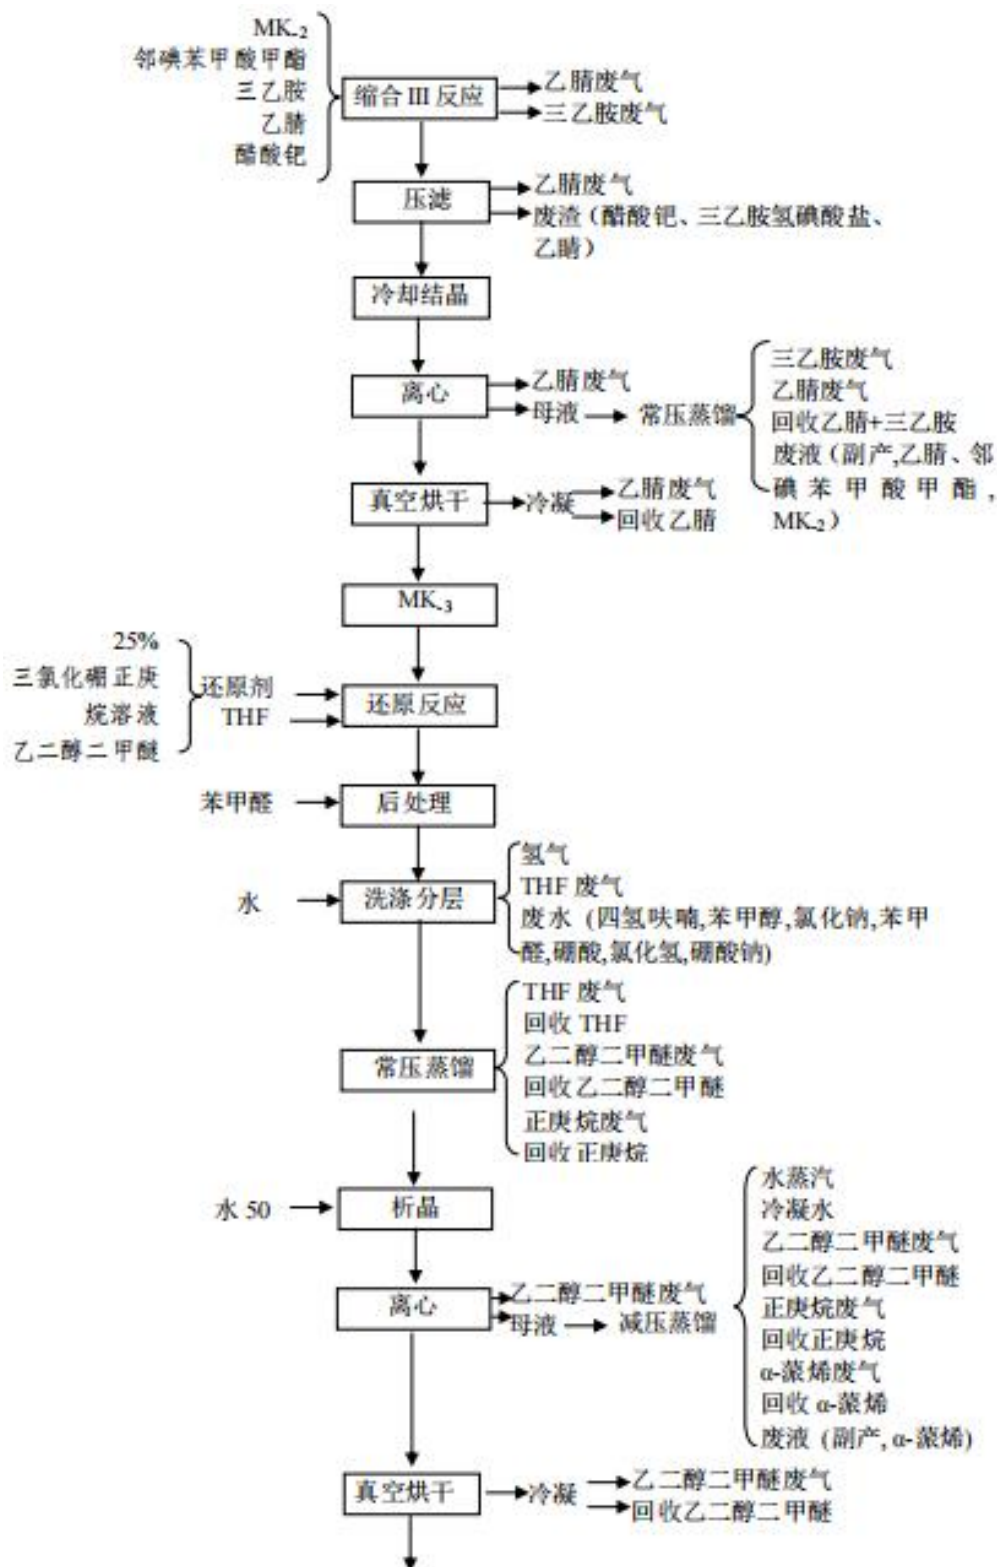 MK-2
邻碘苯甲酸甲酯
三乙胺
乙腈
醋酸钯
缩合III反应
乙腈废气
三乙胺废气
压滤
乙腈废气
废渣（醋酸钯、三乙胺氢碘酸盐、
乙睛）
冷却结晶
离心
乙腈废气
母液
常压蒸馏
三乙胺废气
乙腈废气
回收乙腈+三乙胺
废液（副产,乙腈、邻
碘苯甲酸甲酯，
MK-2）
真空烘干
冷凝
乙腈废气
回收乙腈
MK-3
25%
三氯化硼正庚
烷溶液
乙二醇二甲醚
还原剂
THF
还原反应
苯甲醛
后处理
水
洗涤分层
氢气
THF 废气
废水（四氢呋喃,苯甲醇,氯化钠,苯甲
醛,硼酸,氯化氢,硼酸钠)
常压蒸馏
THF 废气
回收 THF
乙二醇二甲醚废气
回收乙二醇二甲醚
正庚烷废气
回收正庚烷
水 50
析晶
离心
乙二醇二甲醚废气
母液
减压蒸馏
水蒸汽
冷凝水
乙二醇二甲醚废气
回收乙二醇二甲醚
正庚烷废气
回收正庚烷
α-蒎烯废气
回收 α-蒎烯
废液（副产, α-蒎烯)
真空烘干
冷凝
乙二醇二甲醚废气
回收乙二醇二甲醚